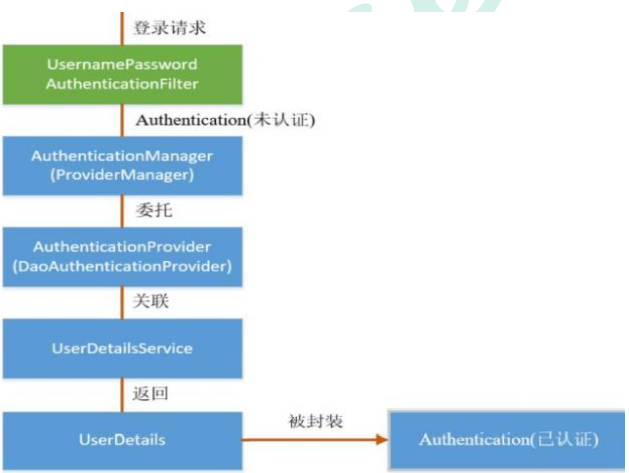 登录请求
UsernamePassword
AuthenticationFilter
Authentication(未认证)
AuthenticationManager
(ProviderManager)
委托
AuthenticationProvider
(DaoAuthenticationProvider)
关联
UserDetailsService
返回
UserDetails
被封装
Authentication(已认证)